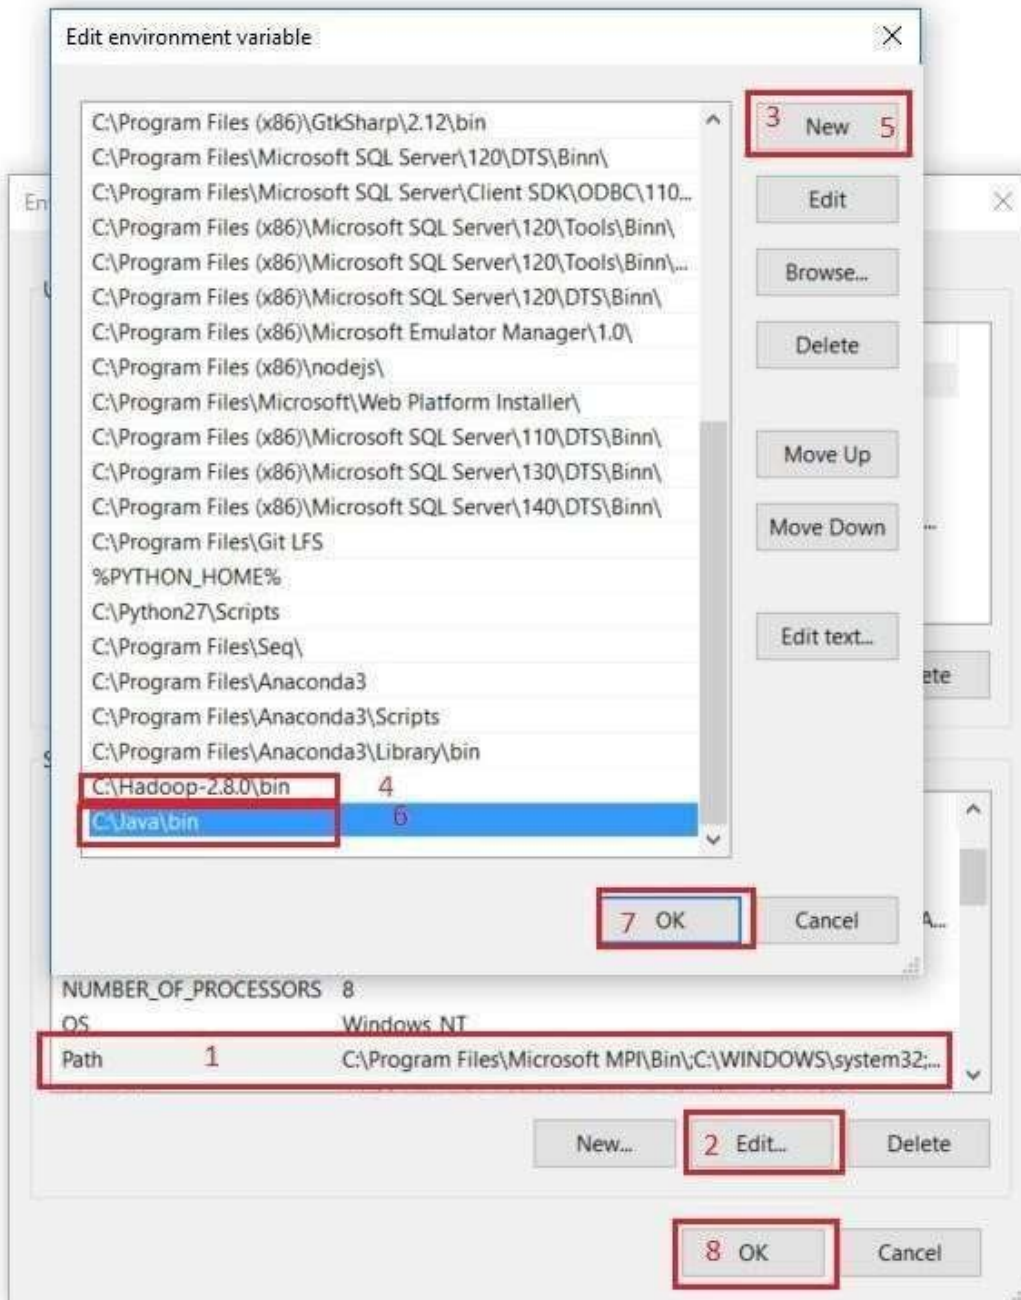 Edit environment variable
C:\Program Files (x86)\GtkSharp\2.12\bin
C:\Program Files\Microsoft SQL Server\120\DTS\Binn\
C:\Program Files\Microsoft SQL Server\Client SDK\ODBC\110...
C:\Program Files (x86)\Microsoft SQL Server\120\Tools\Binn\
C:\Program Files (x86)\Microsoft SQL Server\120\Tools\Binn\...
C:\Program Files (x86)\Microsoft SQL Server\120\DTS\Binn\
C:\Program Files (x86)\Microsoft Emulator Manager\1.0\
C:\Program Files (x86)\nodejs\
C:\Program Files\Microsoft\Web Platform Installer\
C:\Program Files (x86)\Microsoft SQL Server\110\DTS\Binn\
C:\Program Files (x86)\Microsoft SQL Server\130\DTS\Binn\
C:\Program Files (x86)\Microsoft SQL Server\140\DTS\Binn\
C:\Program Files\Git LFS
%PYTHON_HOME%
C:\Python27\Scripts
C:\Program Files\Seq\
C:\Program Files\Anaconda3
C:\Program Files\Anaconda3\Scripts
C:\Program Files\Anaconda3\Library\bin
C:\Hadoop-2.8.0\bin 4
C:\Java\bin 6
3 New 5
Edit
Browse...
Delete
Move Up
Move Down
Edit text...
7 OK
Cancel
En
...
ete
A...
NUMBER_OF_PROCESSORS 8
OS Windows_NT
Path 1 C:\Program Files\Microsoft MPI\Bin\;C:\WINDOWS\system32;...
New...
2 Edit...
Delete
8 OK
Cancel